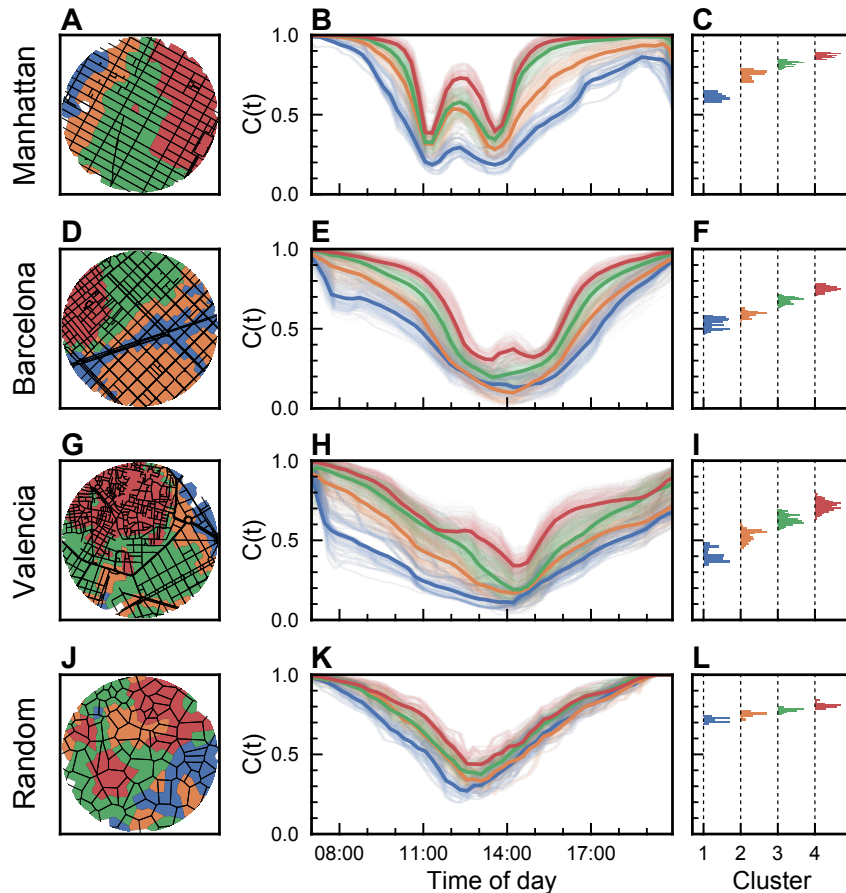 A B C
Manhattan
C(t)
1.0
0.5
0.0
D E F
Barcelona
C(t)
1.0
0.5
0.0
G H I
Valencia
C(t)
1.0
0.5
0.0
J K L
Random
C(t)
1.0
0.5
0.0
08:00 11:00 14:00 17:00
1 2 3 4
Time of day
Cluster